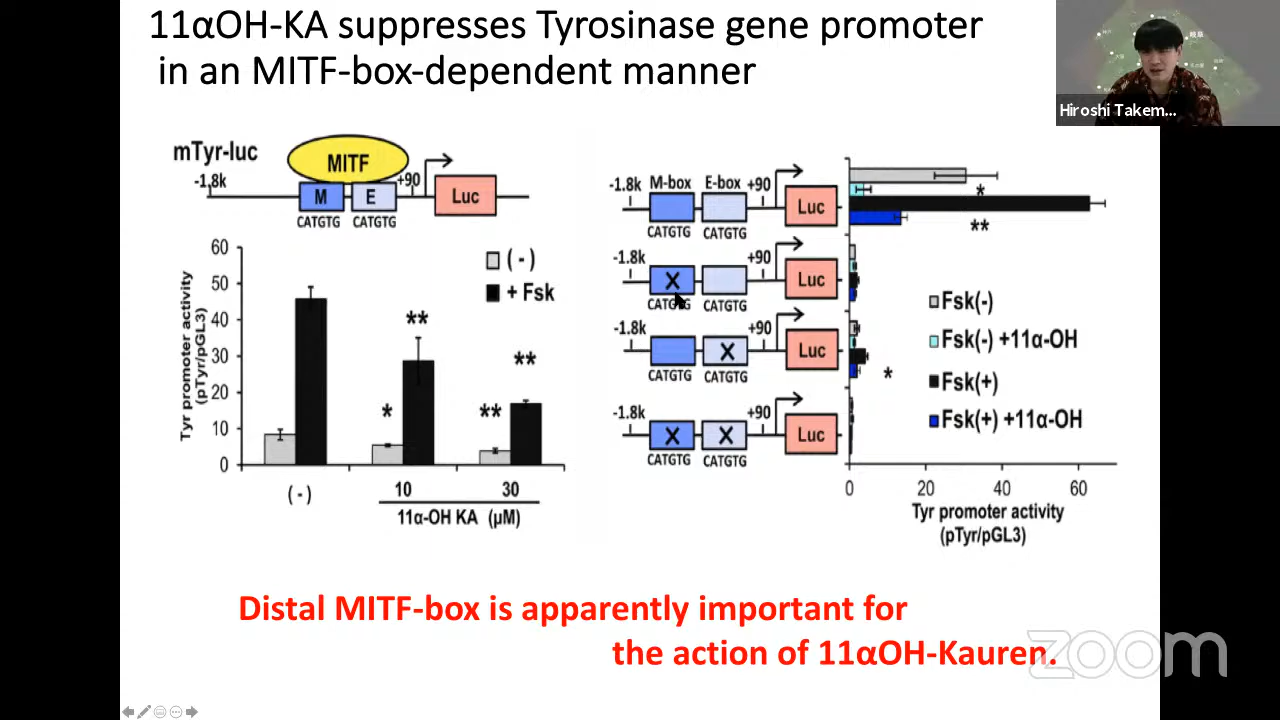 11αOH-KA suppresses Tyrosinase gene promoter
in an MITF-box-dependent manner
Hiroshi Takem...
mTyr-luc
MITF
-1.8k
M
E
+90
Luc
CATGTG
CATGTG
60
50
40
30
20
10
0
Tyr promoter activity
(pTyr/pGL3)
(-)
+ Fsk
**
*
**
**
(-)
10
30
11α-OH KA (μM)
-1.8k
M-box
E-box
+90
Luc
CATGTG
CATGTG
*
**
-1.8k
+90
X
Luc
CATGTG
CATGTG
-1.8k
+90
X
Luc
CATGTG
CATGTG
*
-1.8k
+90
X
X
Luc
CATGTG
CATGTG
Fsk(-)
Fsk(-) +11α-OH
Fsk(+)
Fsk(+) +11α-OH
0
20
40
60
Tyr promoter activity
(pTyr/pGL3)
Distal MITF-box is apparently important for
the action of 11αOH-Kauren.
zoom